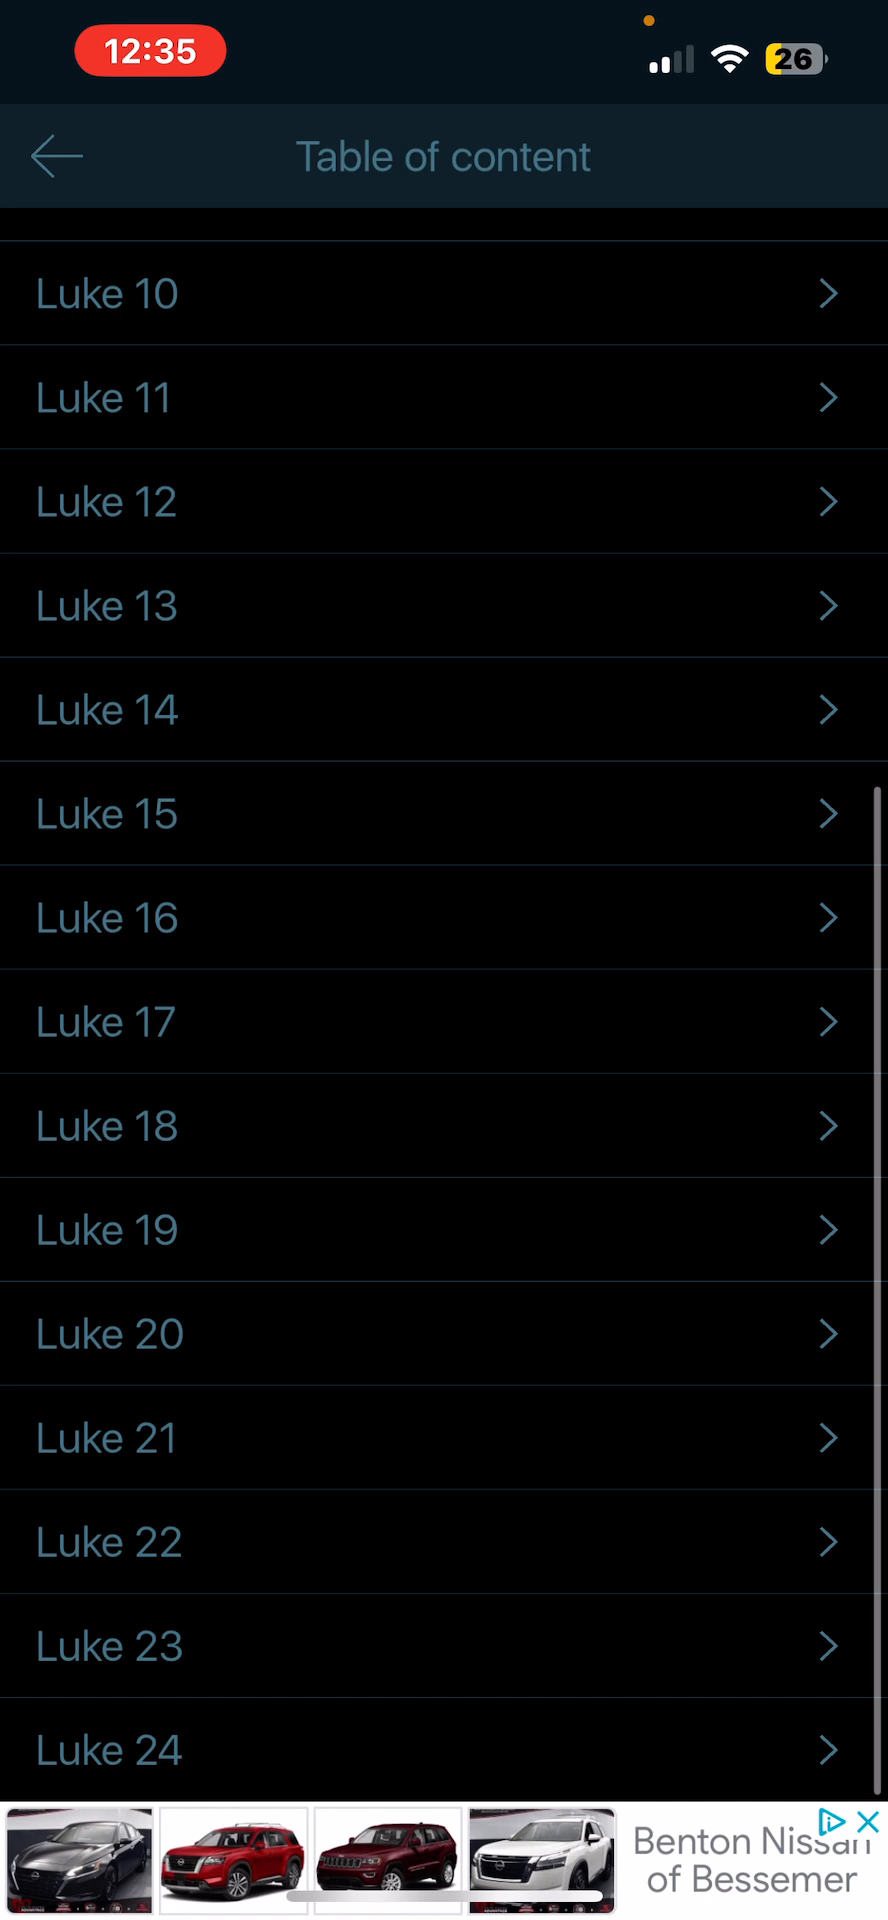 12:35
26
Table of content
Luke 10
Luke 11
Luke 12
Luke 13
Luke 14
Luke 15
Luke 16
Luke 17
Luke 18
Luke 19
Luke 20
Luke 21
Luke 22
Luke 23
Luke 24
Benton Nissan
of Bessemer